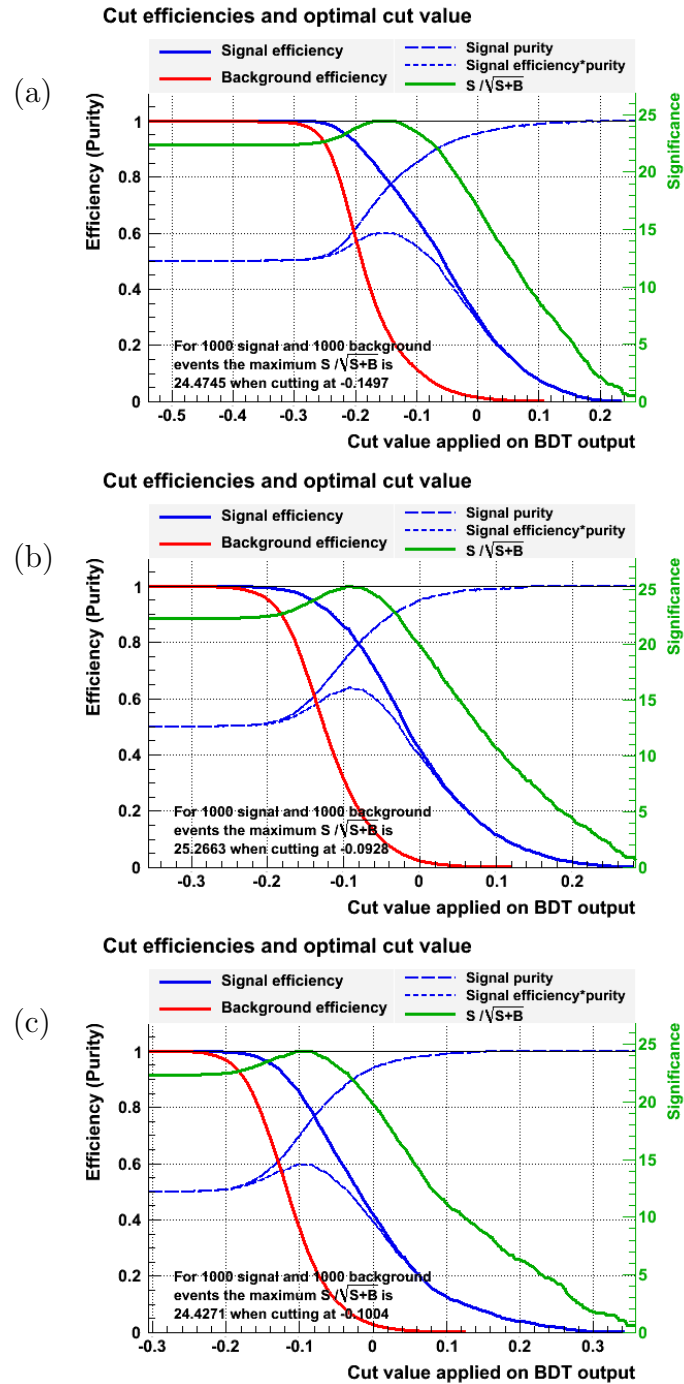 (a)
Cut efficiencies and optimal cut value
Signal efficiency
Background efficiency
Signal purity
Signal efficiency*purity
S/√S+B
Efficiency (Purity)
1
0.8
0.6
0.4
0.2
0
Significance
25
20
15
10
5
0
For 1000 signal and 1000 background
events the maximum S/√S+B is
24.4745 when cutting at -0.1497
-0.5 -0.4 -0.3 -0.2 -0.1 0 0.1 0.2
Cut value applied on BDT output
(b)
Cut efficiencies and optimal cut value
Signal efficiency
Background efficiency
Signal purity
Signal efficiency*purity
S/√S+B
Efficiency (Purity)
1
0.8
0.6
0.4
0.2
0
Significance
25
20
15
10
5
0
For 1000 signal and 1000 background
events the maximum S/√S+B is
25.2663 when cutting at -0.0928
-0.3 -0.2 -0.1 0 0.1 0.2
Cut value applied on BDT output
(c)
Cut efficiencies and optimal cut value
Signal efficiency
Background efficiency
Signal purity
Signal efficiency*purity
S/√S+B
Efficiency (Purity)
1
0.8
0.6
0.4
0.2
0
Significance
25
20
15
10
5
0
For 1000 signal and 1000 background
events the maximum S/√S+B is
24.4271 when cutting at -0.1004
-0.3 -0.2 -0.1 0 0.1 0.2 0.3
Cut value applied on BDT output